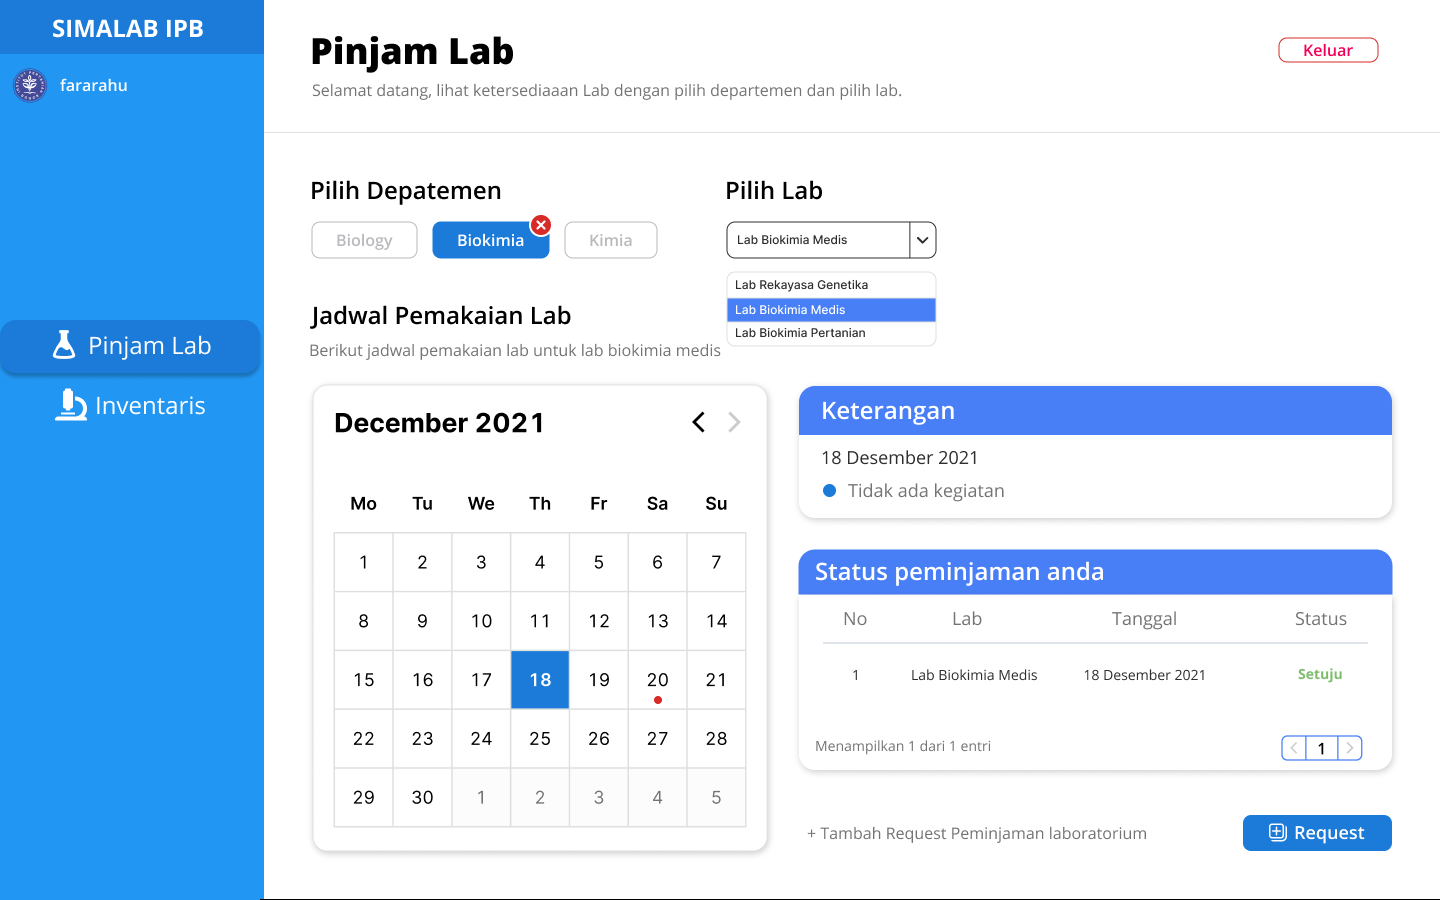 SIMALAB IPB
fararahu
Pinjam Lab
Inventaris
Pinjam Lab
Selamat datang, lihat ketersediaaan Lab dengan pilih departemen dan pilih lab.
Keluar
Pilih Depatemen
Biology
Biokimia
Kimia
Pilih Lab
Lab Biokimia Medis
Lab Rekayasa Genetika
Lab Biokimia Medis
Lab Biokimia Pertanian
Jadwal Pemakaian Lab
Berikut jadwal pemakaian lab untuk lab biokimia medis
December 2021
Mo Tu We Th Fr Sa Su
1 2 3 4 5 6 7
8 9 10 11 12 13 14
15 16 17 18 19 20 21
22 23 24 25 26 27 28
29 30 1 2 3 4 5
Keterangan
18 Desember 2021
Tidak ada kegiatan
Status peminjaman anda
No Lab Tanggal Status
1 Lab Biokimia Medis 18 Desember 2021 Setuju
Menampilkan 1 dari 1 entri
1
+ Tambah Request Peminjaman laboratorium
Request